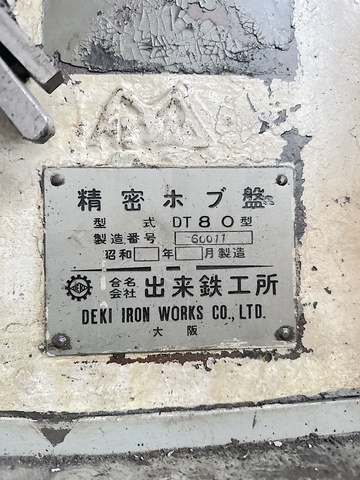 精密ホブ盤
型式 DT80型
製造番号 60011
昭和 年 月製造
合名会社 出来鉄工所
DEKI IRON WORKS CO., LTD.
大阪